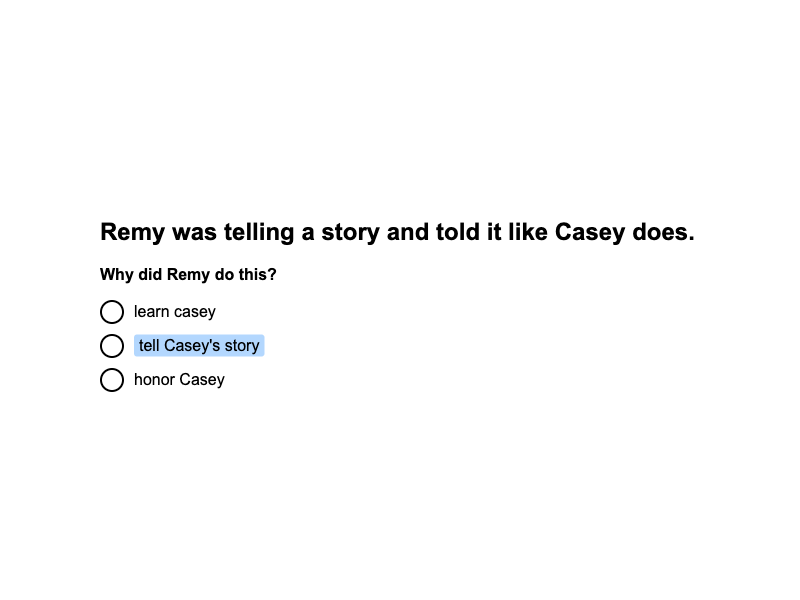 Remy was telling a story and told it like Casey does.
Why did Remy do this?
learn casey
tell Casey's story
honor Casey